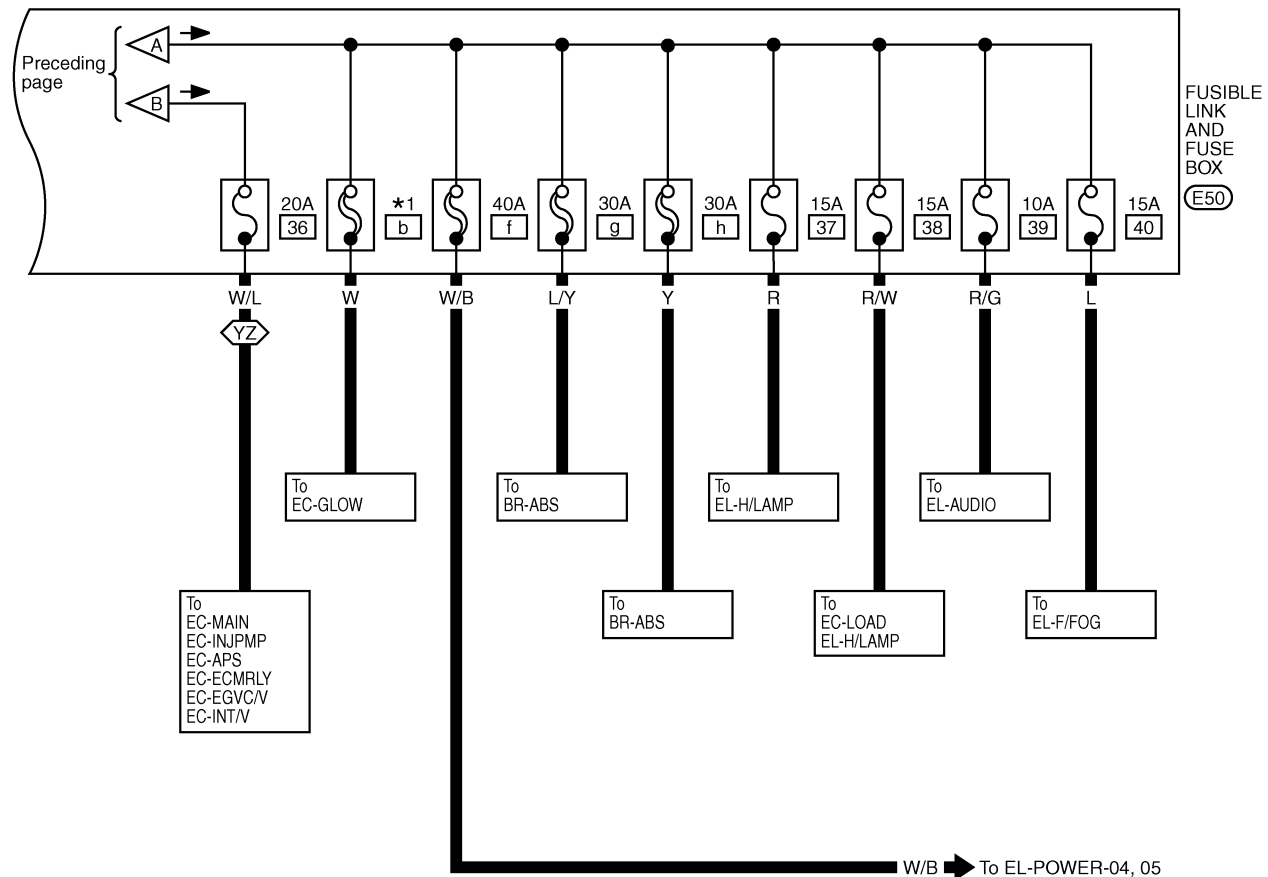 Preceding
page
A
B
FUSIBLE
LINK
AND
FUSE
BOX
E50
20A
36
*1
b
40A
f
30A
g
30A
h
15A
37
15A
38
10A
39
15A
40
W/L
W
W/B
L/Y
Y
R
R/W
R/G
L
YZ
To
EC-GLOW
To
BR-ABS
To
EL-H/LAMP
To
EL-AUDIO
To
EC-MAIN
EC-INJPMP
EC-APS
EC-ECMRLY
EC-EGVC/V
EC-INT/V
To
BR-ABS
To
EC-LOAD
EL-H/LAMP
To
EL-F/FOG
W/B
To EL-POWER-04, 05